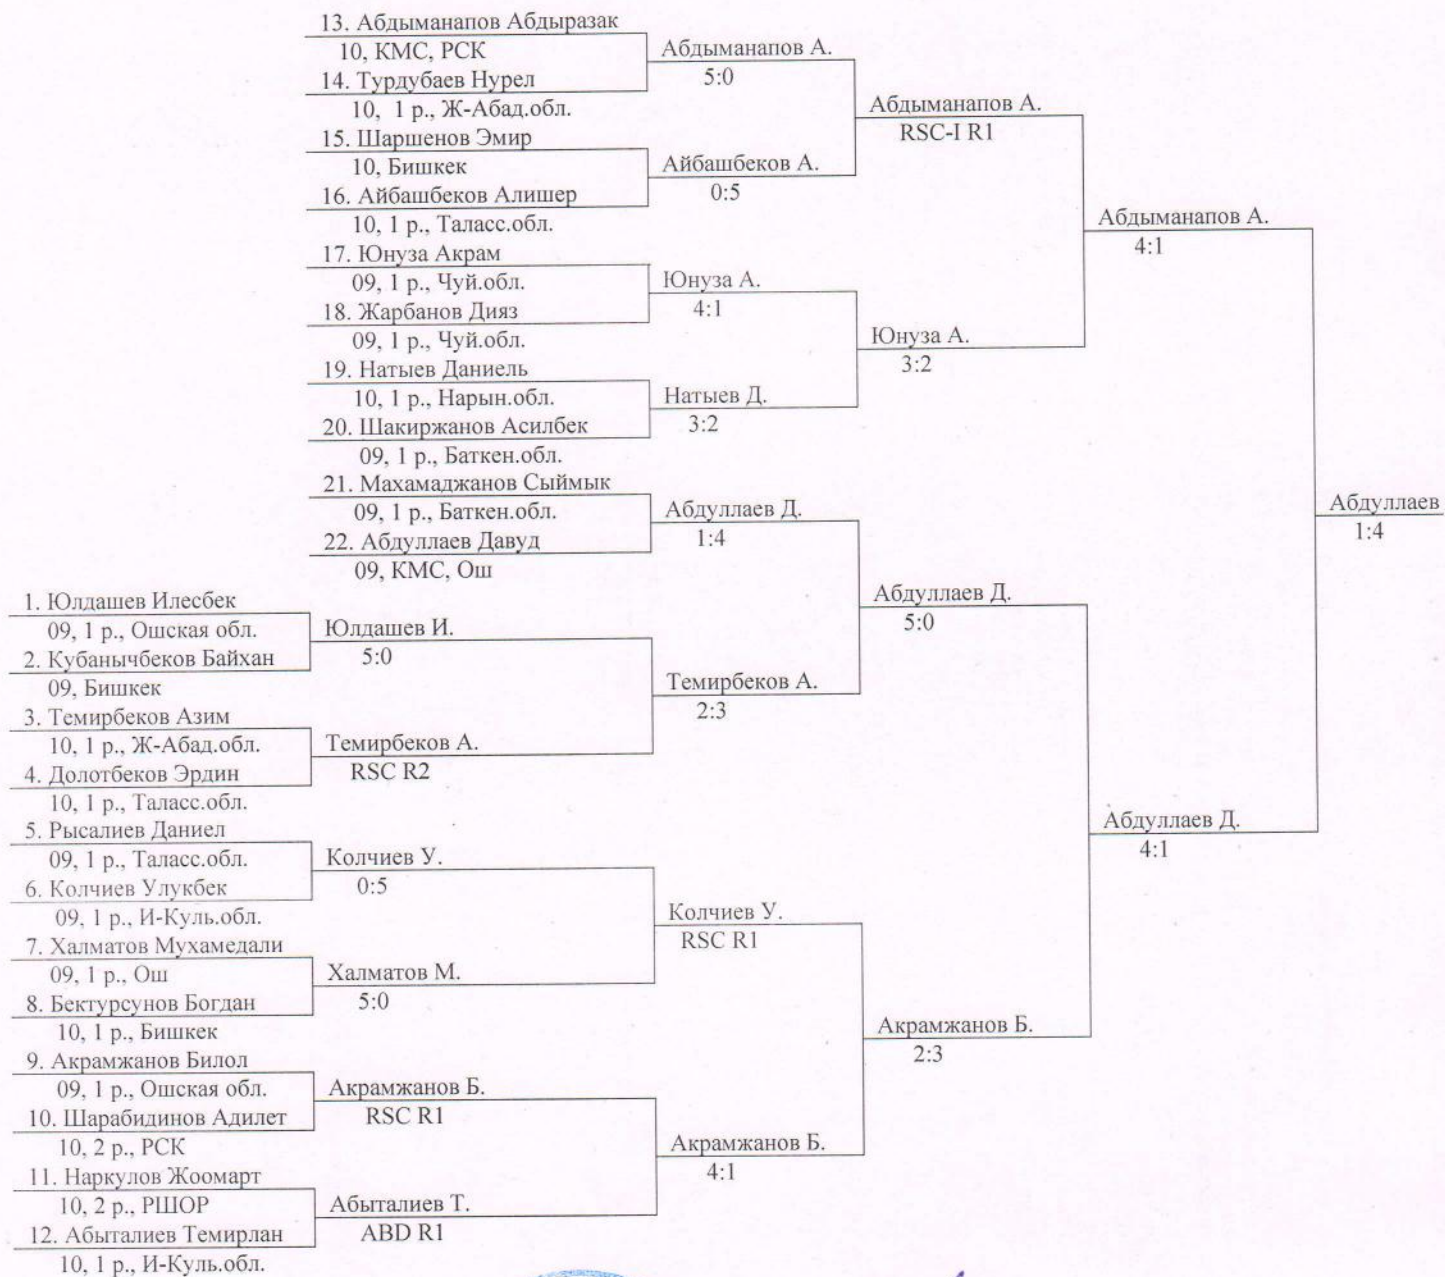 13. Абдыманапов Абдыразак
10, КМС, РСК
14. Турдубаев Нурел
10, 1 р., Ж-Абад.обл.
15. Шаршенов Эмир
10, Бишкек
16. Айбашбеков Алишер
10, 1 р., Таласс.обл.
17. Юнуза Акрам
09, 1 р., Чуй.обл.
18. Жарбанов Дияз
09, 1 р., Чуй.обл.
19. Натыев Даниель
10, 1 р., Нарын.обл.
20. Шакиржанов Асилбек
09, 1 р., Баткен.обл.
21. Махамаджанов Сыймык
09, 1 р., Баткен.обл.
22. Абдуллаев Давуд
09, КМС, Ош
1. Юлдашев Илесбек
09, 1 р., Ошская обл.
2. Кубанычбеков Байхан
09, Бишкек
3. Темирбеков Азим
10, 1 р., Ж-Абад.обл.
4. Долотбеков Эрдин
10, 1 р., Таласс.обл.
5. Рысалиев Даниел
09, 1 р., Таласс.обл.
6. Колчиев Улукбек
09, 1 р., И-Куль.обл.
7. Халматов Мухамедали
09, 1 р., Ош
8. Бектурсунов Богдан
10, 1 р., Бишкек
9. Акрамжанов Билол
09, 1 р., Ошская обл.
10. Шарабидинов Адилет
10, 2 р., РСК
11. Наркулов Жоомарт
10, 2 р., РШОР
12. Абыталиев Темирлан
10, 1 р., И-Куль.обл.
Юлдашев И.
5:0
Темирбеков А.
RSC R2
Колчиев У.
0:5
Халматов М.
5:0
Акрамжанов Б.
RSC R1
Абыталиев Т.
ABD R1
Абдыманапов А.
5:0
Айбашбеков А.
0:5
Юнуза А.
4:1
Натыев Д.
3:2
Абдуллаев Д.
1:4
Темирбеков А.
2:3
Колчиев У.
RSC R1
Акрамжанов Б.
4:1
Абдыманапов А.
RSC-I R1
Юнуза А.
3:2
Абдуллаев Д.
5:0
Акрамжанов Б.
2:3
Абдыманапов А.
4:1
Абдуллаев Д.
4:1
Абдуллаев
1:4